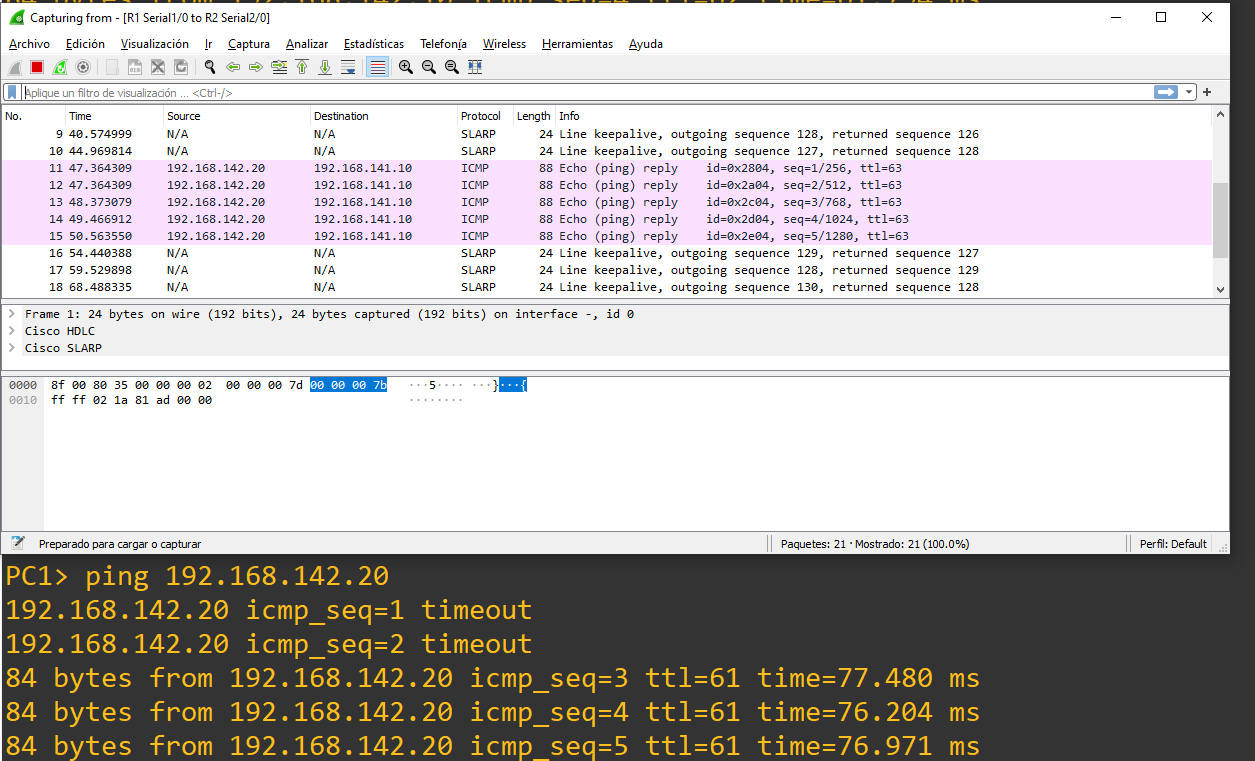 Capturing from - [R1 Serial1/0 to R2 Serial2/0]
Archivo Edición Visualización Ir Captura Analizar Estadísticas Telefonía Wireless Herramientas Ayuda
Aplique un filtro de visualización ... <Ctrl-/>
No. Time Source Destination Protocol Length Info
9 40.574999 N/A N/A SLARP 24 Line keepalive, outgoing sequence 128, returned sequence 126
10 44.969814 N/A N/A SLARP 24 Line keepalive, outgoing sequence 127, returned sequence 128
11 47.364309 192.168.142.20 192.168.141.10 ICMP 88 Echo (ping) reply id=0x2804, seq=1/256, ttl=63
12 47.364309 192.168.142.20 192.168.141.10 ICMP 88 Echo (ping) reply id=0x2a04, seq=2/512, ttl=63
13 48.373079 192.168.142.20 192.168.141.10 ICMP 88 Echo (ping) reply id=0x2c04, seq=3/768, ttl=63
14 49.466912 192.168.142.20 192.168.141.10 ICMP 88 Echo (ping) reply id=0x2d04, seq=4/1024, ttl=63
15 50.563550 192.168.142.20 192.168.141.10 ICMP 88 Echo (ping) reply id=0x2e04, seq=5/1280, ttl=63
16 54.440388 N/A N/A SLARP 24 Line keepalive, outgoing sequence 129, returned sequence 127
17 59.529898 N/A N/A SLARP 24 Line keepalive, outgoing sequence 128, returned sequence 129
18 68.488335 N/A N/A SLARP 24 Line keepalive, outgoing sequence 130, returned sequence 128
Frame 1: 24 bytes on wire (192 bits), 24 bytes captured (192 bits) on interface -, id 0
Cisco HDLC
Cisco SLARP
0000 8f 00 80 35 00 00 00 02 00 00 00 7d 00 00 00 7b ···5···· ···}···{
0010 ff ff 02 1a 81 ad 00 00 ········
Preparado para cargar o capturar Paquetes: 21 · Mostrado: 21 (100.0%) Perfil: Default
PC1> ping 192.168.142.20
192.168.142.20 icmp_seq=1 timeout
192.168.142.20 icmp_seq=2 timeout
84 bytes from 192.168.142.20 icmp_seq=3 ttl=61 time=77.480 ms
84 bytes from 192.168.142.20 icmp_seq=4 ttl=61 time=76.204 ms
84 bytes from 192.168.142.20 icmp_seq=5 ttl=61 time=76.971 ms